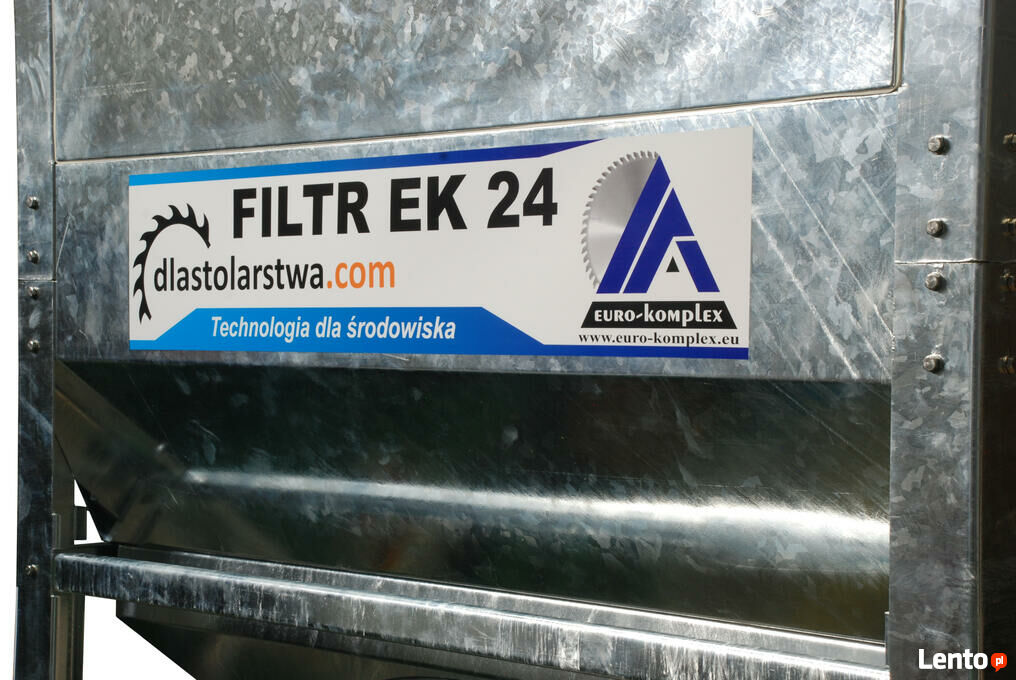 FILTR EK 24
dlastolarstwa.com
Technologia dla środowiska
EURO-KOMPLEX
www.euro-komplex.eu
Lento pl